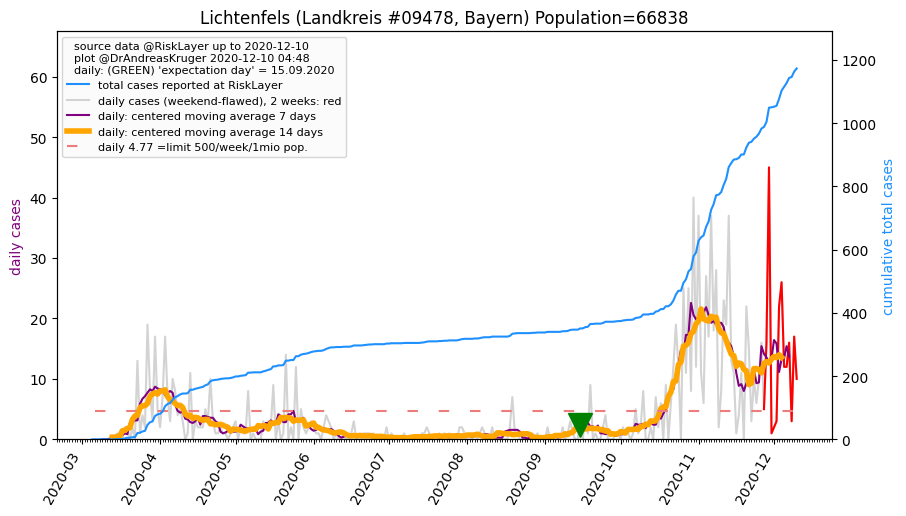 Lichtenfels (Landkreis #09478, Bayern) Population=66838
source data @RiskLayer up to 2020-12-10
plot @DrAndreasKruger 2020-12-10 04:48
daily: (GREEN) 'expectation day' = 15.09.2020
total cases reported at RiskLayer
daily cases (weekend-flawed), 2 weeks: red
daily: centered moving average 7 days
daily: centered moving average 14 days
daily 4.77 =limit 500/week/1mio pop.
daily cases
60
50
40
30
20
10
0
cumulative total cases
1200
1000
800
600
400
200
0
2020-03
2020-04
2020-05
2020-06
2020-07
2020-08
2020-09
2020-10
2020-11
2020-12